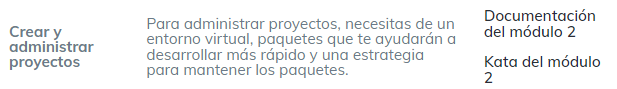 Crear y
administrar
proyectos
Para administrar proyectos, necesitas de un
entorno virtual, paquetes que te ayudarán a
desarrollar más rápido y una estrategia
para mantener los paquetes.
Documentación
del módulo 2
Kata del módulo
2